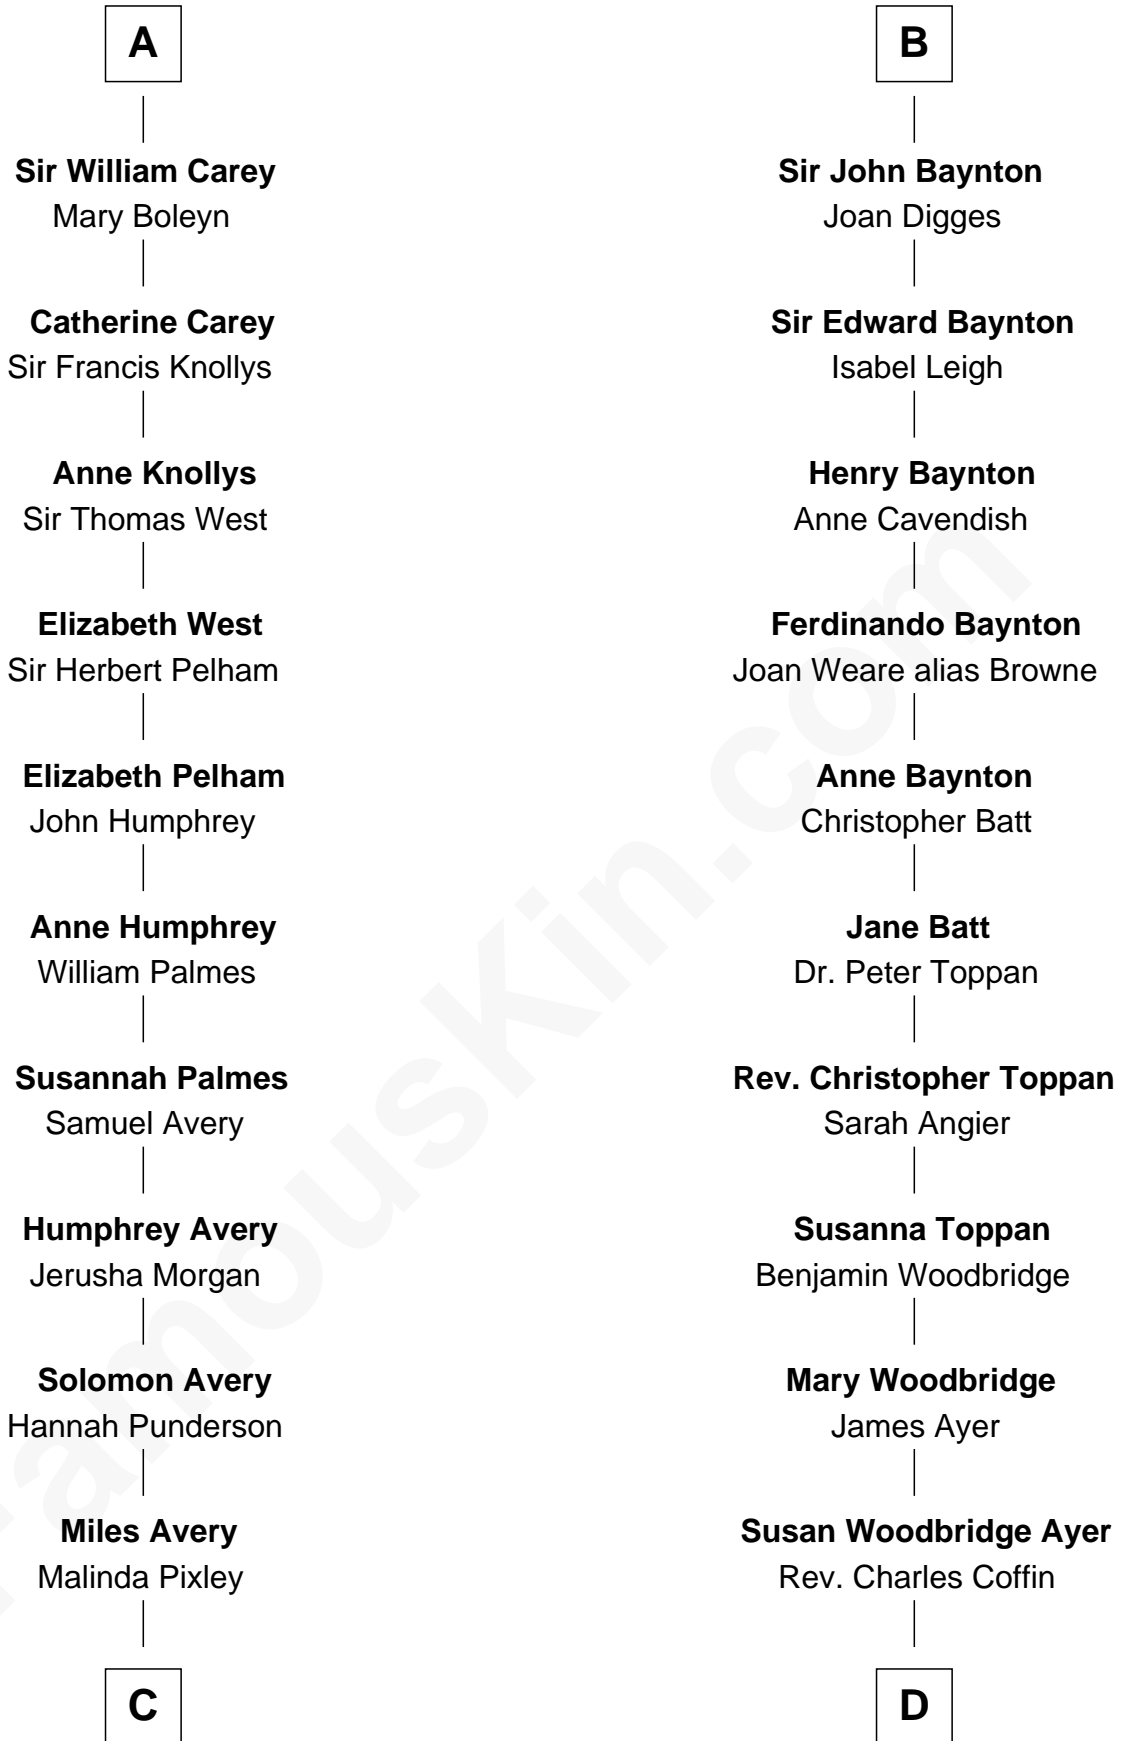 A
Sir William Carey
Mary Boleyn
Catherine Carey
Sir Francis Knollys
Anne Knollys
Sir Thomas West
Elizabeth West
Sir Herbert Pelham
Elizabeth Pelham
John Humphrey
Anne Humphrey
William Palmes
Susannah Palmes
Samuel Avery
Humphrey Avery
Jerusha Morgan
Solomon Avery
Hannah Punderson
Miles Avery
Malinda Pixley
C
B
Sir John Baynton
Joan Digges
Sir Edward Baynton
Isabel Leigh
Henry Baynton
Anne Cavendish
Ferdinando Baynton
Joan Weare alias Browne
Anne Baynton
Christopher Batt
Jane Batt
Dr. Peter Toppan
Rev. Christopher Toppan
Sarah Angier
Susanna Toppan
Benjamin Woodbridge
Mary Woodbridge
James Ayer
Susan Woodbridge Ayer
Rev. Charles Coffin
D
FamousKin.com